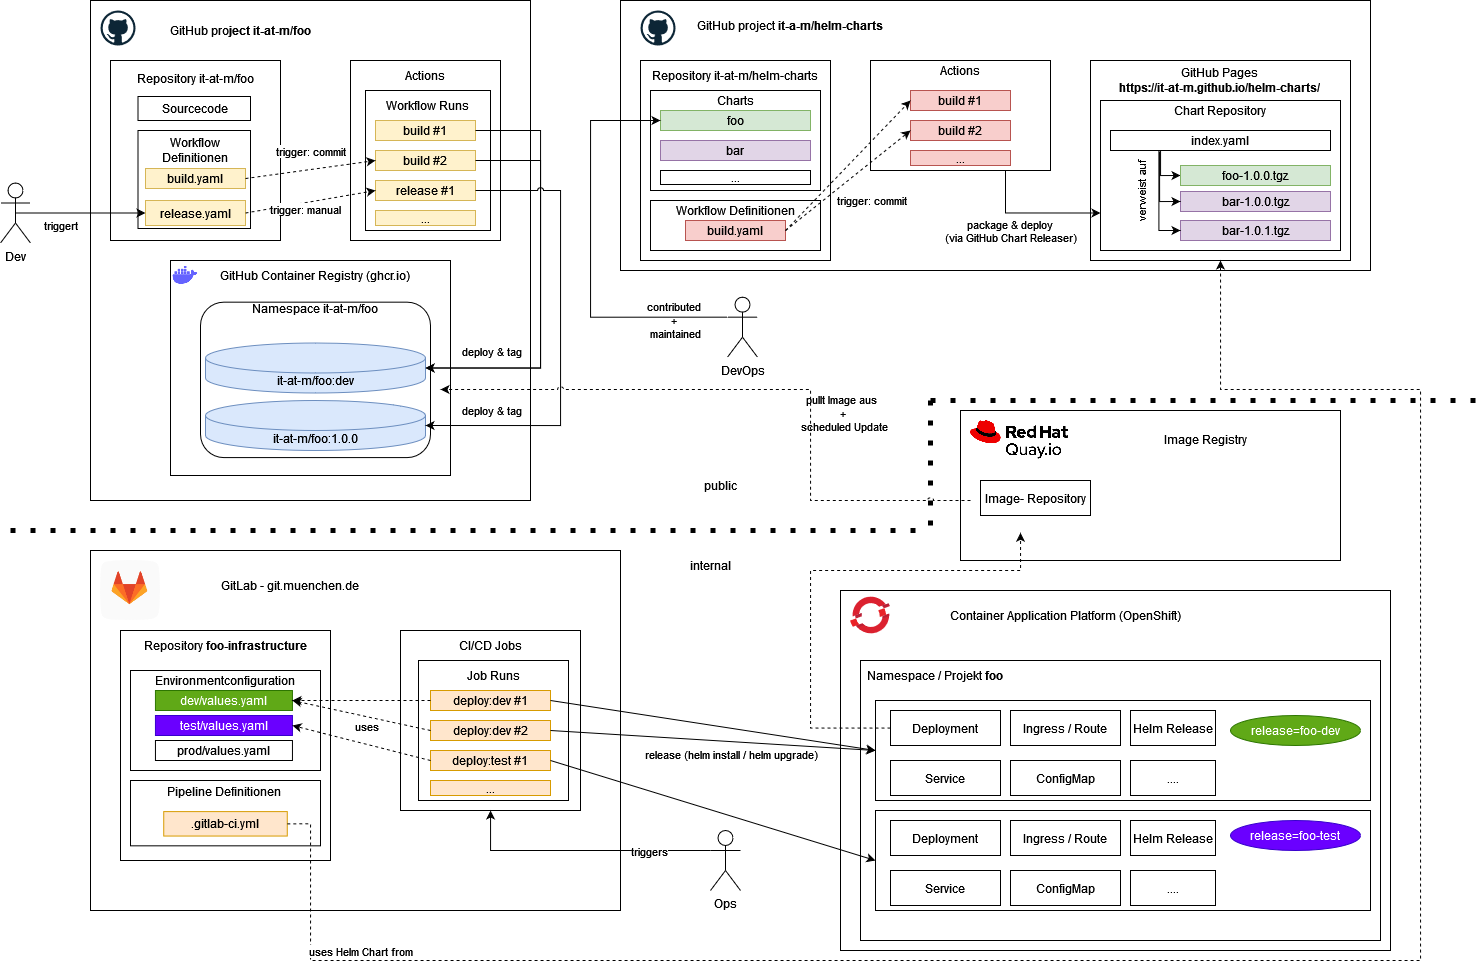 GitHub project it-at-m/foo
Repository it-at-m/foo
Sourcecode
Workflow
Definitionen
build.yaml
release.yaml
trigger: commit
trigger: manual
Actions
Workflow Runs
build #1
build #2
release #1
...
triggert
Dev
GitHub Container Registry (ghcr.io)
Namespace it-at-m/foo
it-at-m/foo:dev
it-at-m/foo:1.0.0
deploy & tag
deploy & tag
GitHub project it-a-m/helm-charts
Repository it-at-m/helm-charts
Charts
foo
bar
...
Workflow Definitionen
build.yaml
trigger: commit
Actions
build #1
build #2
...
package & deploy
(via GitHub Chart Releaser)
GitHub Pages
https://it-at-m.github.io/helm-charts/
Chart Repository
index.yaml
verweist auf
foo-1.0.0.tgz
bar-1.0.0.tgz
bar-1.0.1.tgz
contributed
+
maintained
DevOps
pullt Image aus
+
scheduled Update
public
internal
Red Hat
Quay.io
Image Registry
Image- Repository
GitLab - git.muenchen.de
Repository foo-infrastructure
Environmentconfiguration
dev/values.yaml
test/values.yaml
prod/values.yaml
Pipeline Definitionen
.gitlab-ci.yml
uses
CI/CD Jobs
Job Runs
deploy:dev #1
deploy:dev #2
deploy:test #1
...
release (helm install / helm upgrade)
triggers
Ops
uses Helm Chart from
Container Application Platform (OpenShift)
Namespace / Projekt foo
Deployment
Ingress / Route
Helm Release
release=foo-dev
Service
ConfigMap
....
Deployment
Ingress / Route
Helm Release
release=foo-test
Service
ConfigMap
....